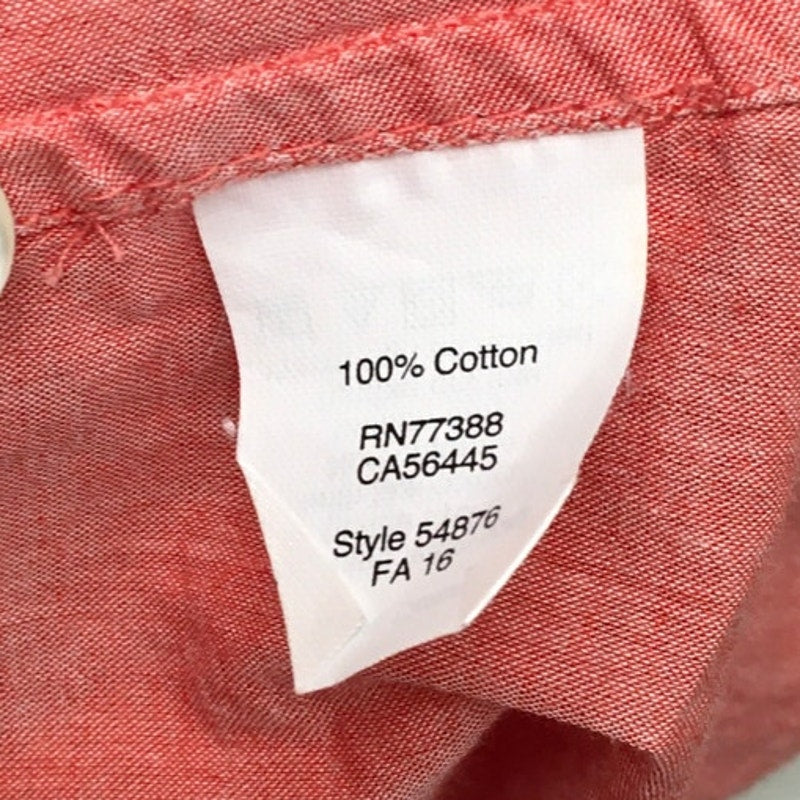 100% Cotton
RN77388
CA56445
Style 54876
FA 16